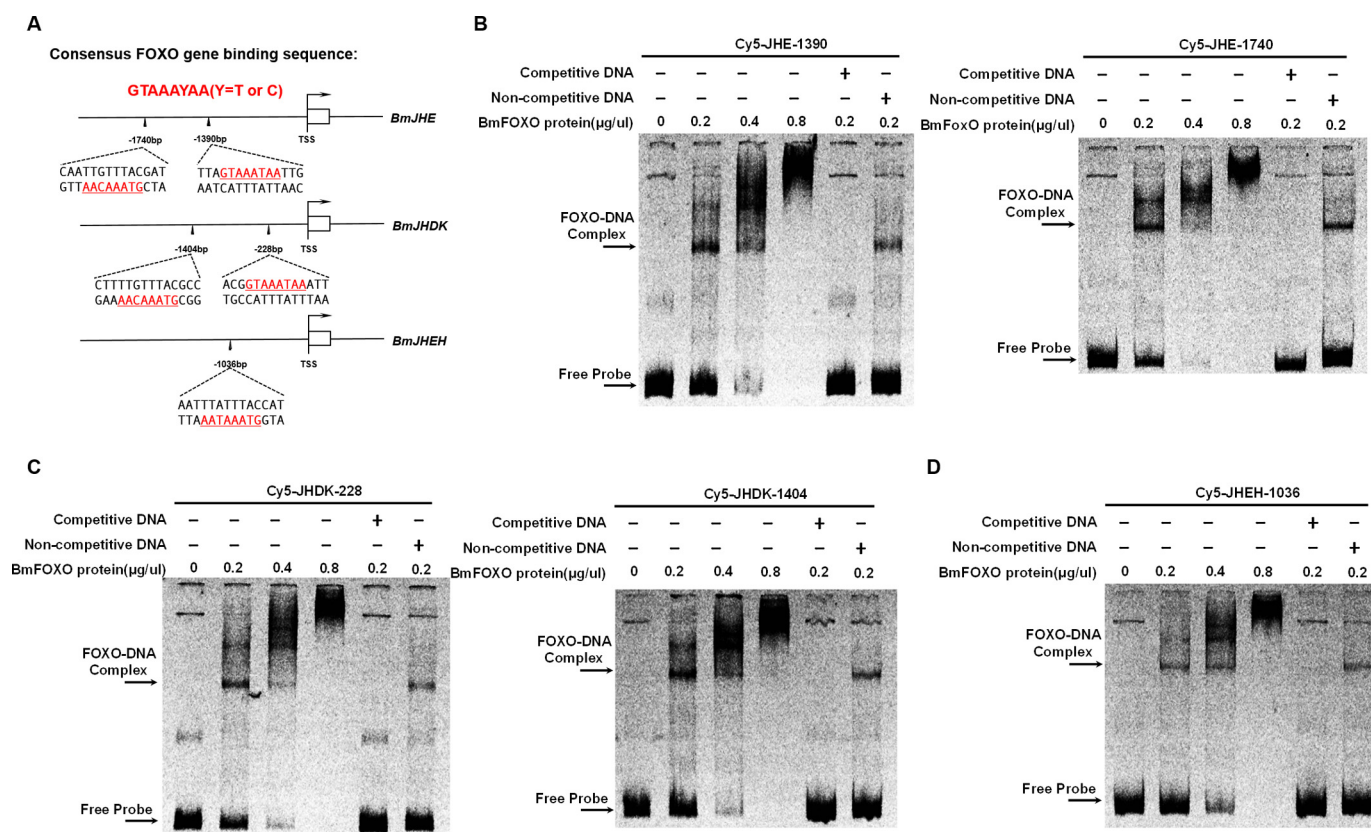 A
Consensus FOXO gene binding sequence:
GTAAAYAA(Y=T or C)
-1740bp
-1390bp
TSS
BmJHE
CAATTGTTTACGAT
GTTAACAAATGCTA
TTAGTAAATAATTG
AATCATTTATTAAC
-1404bp
-228bp
TSS
BmJHDK
CTTTTGTTTACGCC
GAAAACAAATGCGG
ACGGTAAATAAATT
TGCCATTTATTTAA
-1036bp
TSS
BmJHEH
AATTTATTTACCAT
TTAAATAAATGGTA
B
Cy5-JHE-1390
Competitive DNA – – – – + –
Non-competitive DNA – – – – – +
BmFOXO protein(μg/ul) 0 0.2 0.4 0.8 0.2 0.2
FOXO-DNA
Complex
Free Probe
Cy5-JHE-1740
Competitive DNA – – – – + –
Non-competitive DNA – – – – – +
BmFoxO protein(μg/ul) 0 0.2 0.4 0.8 0.2 0.2
FOXO-DNA
Complex
Free Probe
C
Cy5-JHDK-228
Competitive DNA – – – – + –
Non-competitive DNA – – – – – +
BmFOXO protein(μg/ul) 0 0.2 0.4 0.8 0.2 0.2
FOXO-DNA
Complex
Free Probe
Cy5-JHDK-1404
Competitive DNA – – – – + –
Non-competitive DNA – – – – – +
BmFOXO protein(μg/ul) 0 0.2 0.4 0.8 0.2 0.2
FOXO-DNA
Complex
Free Probe
D
Cy5-JHEH-1036
Competitive DNA – – – – + –
Non-competitive DNA – – – – – +
BmFOXO protein(μg/ul) 0 0.2 0.4 0.8 0.2 0.2
FOXO-DNA
Complex
Free Probe